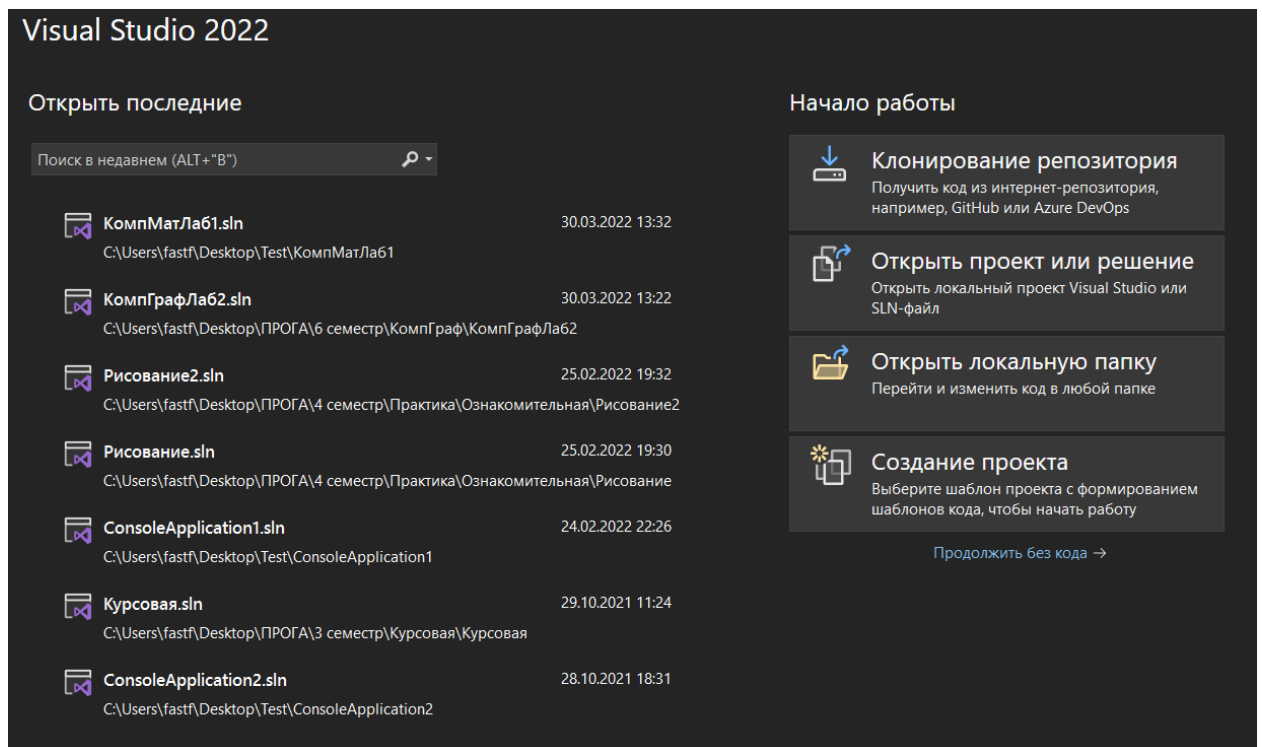 Visual Studio 2022
Открыть последние
Поиск в недавнем (ALT+"В")
КомпМатЛаб1.sln 30.03.2022 13:32
C:\Users\fastf\Desktop\Test\КомпМатЛаб1
КомпГрафЛаб2.sln 30.03.2022 13:22
C:\Users\fastf\Desktop\ПРОГА\6 семестр\КомпГраф\КомпГрафЛаб2
Рисование2.sln 25.02.2022 19:32
C:\Users\fastf\Desktop\ПРОГА\4 семестр\Практика\Ознакомительная\Рисование2
Рисование.sln 25.02.2022 19:30
C:\Users\fastf\Desktop\ПРОГА\4 семестр\Практика\Ознакомительная\Рисование
ConsoleApplication1.sln 24.02.2022 22:26
C:\Users\fastf\Desktop\Test\ConsoleApplication1
Курсовая.sln 29.10.2021 11:24
C:\Users\fastf\Desktop\ПРОГА\3 семестр\Курсовая\Курсовая
ConsoleApplication2.sln 28.10.2021 18:31
C:\Users\fastf\Desktop\Test\ConsoleApplication2
Начало работы
Клонирование репозитория
Получить код из интернет-репозитория,
например, GitHub или Azure DevOps
Открыть проект или решение
Открыть локальный проект Visual Studio или
SLN-файл
Открыть локальную папку
Перейти и изменить код в любой папке
Создание проекта
Выберите шаблон проекта с формированием
шаблонов кода, чтобы начать работу
Продолжить без кода →